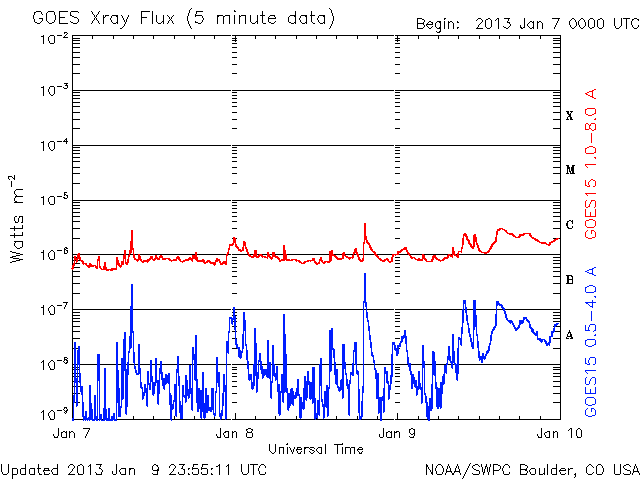 GOES Xray Flux (5 minute data)
Begin: 2013 Jan 7 0000 UTC
10-2
10-3
10-4
10-5
10-6
10-7
10-8
10-9
Watts m-2
X
M
C
B
A
GOES15 1.0-8.0 A
GOES15 0.5-4.0 A
Jan 7
Jan 8
Jan 9
Jan 10
Universal Time
Updated 2013 Jan 9 23:55:11 UTC
NOAA/SWPC Boulder, CO USA